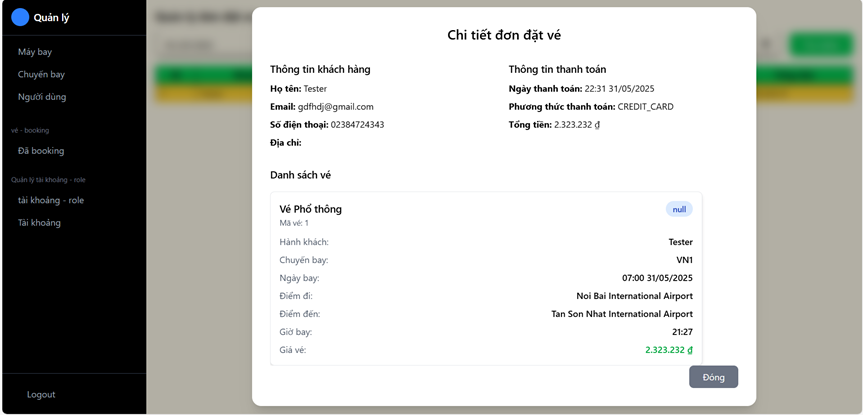 Quản lý
Máy bay
Chuyến bay
Người dùng
vé - booking
Đã booking
Quản lý tài khoảng - role
tài khoảng - role
Tài khoảng
Logout
Chi tiết đơn đặt vé
Thông tin khách hàng
Họ tên: Tester
Email: gdfhdj@gmail.com
Số điện thoại: 02384724343
Địa chỉ:
Thông tin thanh toán
Ngày thanh toán: 22:31 31/05/2025
Phương thức thanh toán: CREDIT_CARD
Tổng tiền: 2.323.232 ₫
Danh sách vé
Vé Phổ thông
null
Mã vé: 1
Hành khách: Tester
Chuyến bay: VN1
Ngày bay: 07:00 31/05/2025
Điểm đi: Noi Bai International Airport
Điểm đến: Tan Son Nhat International Airport
Giờ bay: 21:27
Giá vé: 2.323.232 ₫
Đóng